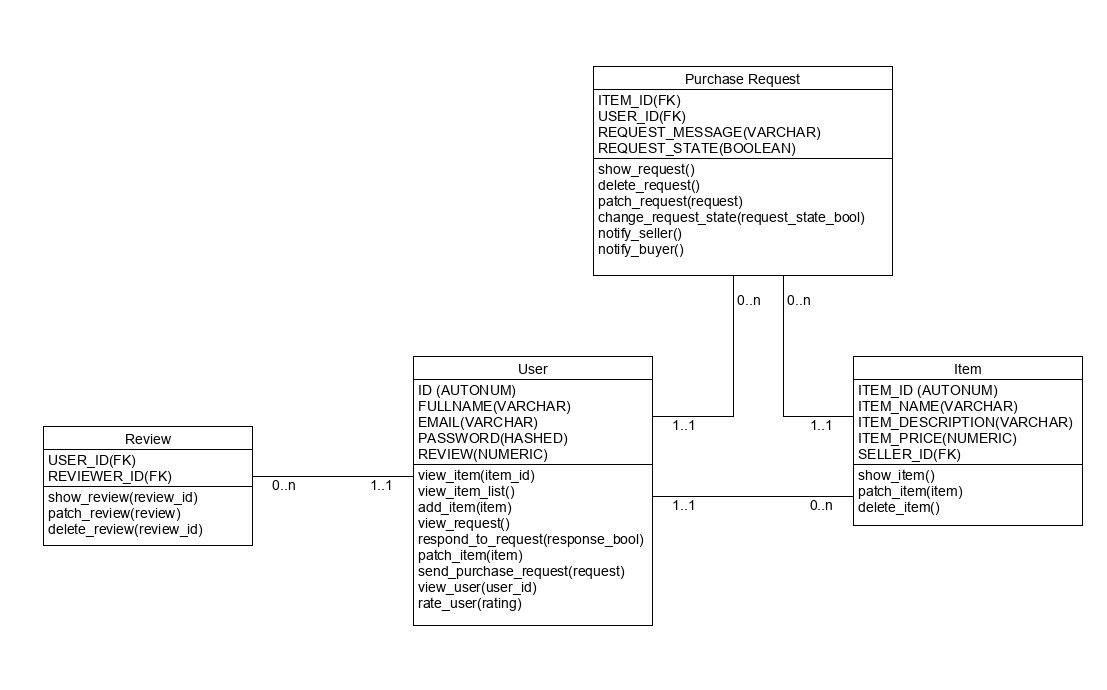 Purchase Request
ITEM_ID(FK)
USER_ID(FK)
REQUEST_MESSAGE(VARCHAR)
REQUEST_STATE(BOOLEAN)
show_request()
delete_request()
patch_request(request)
change_request_state(request_state_bool)
notify_seller()
notify_buyer()
0..n
0..n
User
ID (AUTONUM)
FULLNAME(VARCHAR)
EMAIL(VARCHAR)
PASSWORD(HASHED)
REVIEW(NUMERIC)
view_item(item_id)
view_item_list()
add_item(item)
view_request()
respond_to_request(response_bool)
patch_item(item)
send_purchase_request(request)
view_user(user_id)
rate_user(rating)
1..1
1..1
Item
ITEM_ID (AUTONUM)
ITEM_NAME(VARCHAR)
ITEM_DESCRIPTION(VARCHAR)
ITEM_PRICE(NUMERIC)
SELLER_ID(FK)
show_item()
patch_item(item)
delete_item()
1..1
0..n
Review
USER_ID(FK)
REVIEWER_ID(FK)
show_review(review_id)
patch_review(review)
delete_review(review_id)
0..n
1..1